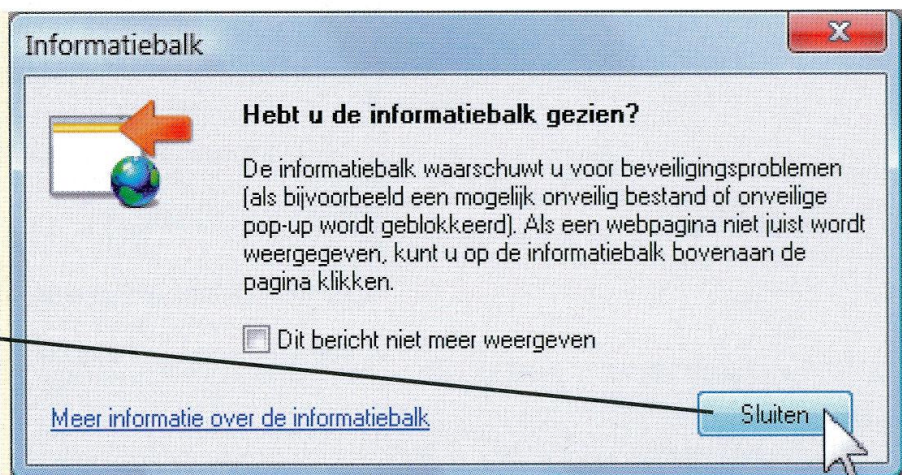 Informatiebalk
Hebt u de informatiebalk gezien?
De informatiebalk waarschuwt u voor beveiligingsproblemen
(als bijvoorbeeld een mogelijk onveilig bestand of onveilige
pop-up wordt geblokkeerd). Als een webpagina niet juist wordt
weergegeven, kunt u op de informatiebalk bovenaan de
pagina klikken.
Dit bericht niet meer weergeven
Meer informatie over de informatiebalk
Sluiten